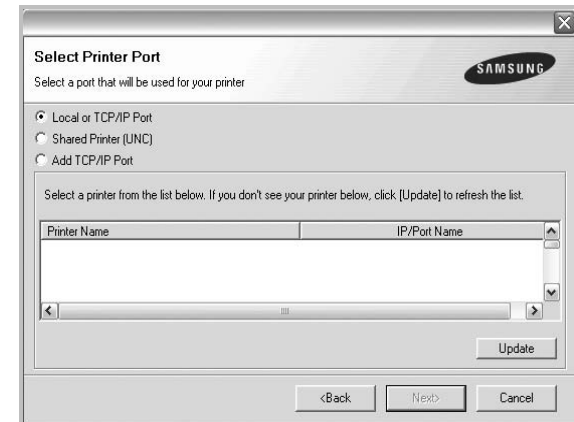 Select Printer Port
Select a port that will be used for your printer
SAMSUNG
Local or TCP/IP Port
Shared Printer (UNC)
Add TCP/IP Port
Select a printer from the list below. If you don't see your printer below, click [Update] to refresh the list.
Printer Name IP/Port Name
Update
<Back Next> Cancel